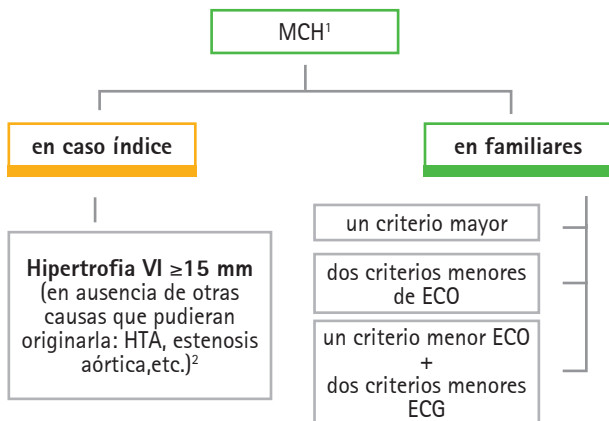 MCH¹
en caso índice
en familiares
Hipertrofia VI ≥15 mm
(en ausencia de otras
causas que pudieran
originarla: HTA, estenosis
aórtica,etc.)²
un criterio mayor
dos criterios menores
de ECO
un criterio menor ECO
+
dos criterios menores
ECG